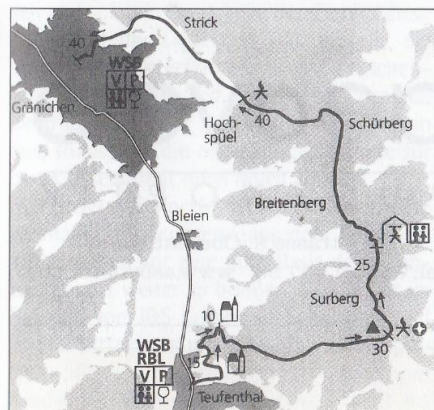 Strick
40
WSB
V P
Gränichen
Hoch-
spüel
40
Schürberg
Breitenberg
Bleien
25
Surberg
10
WSB
RBL
V P
15
30
Teufenthal